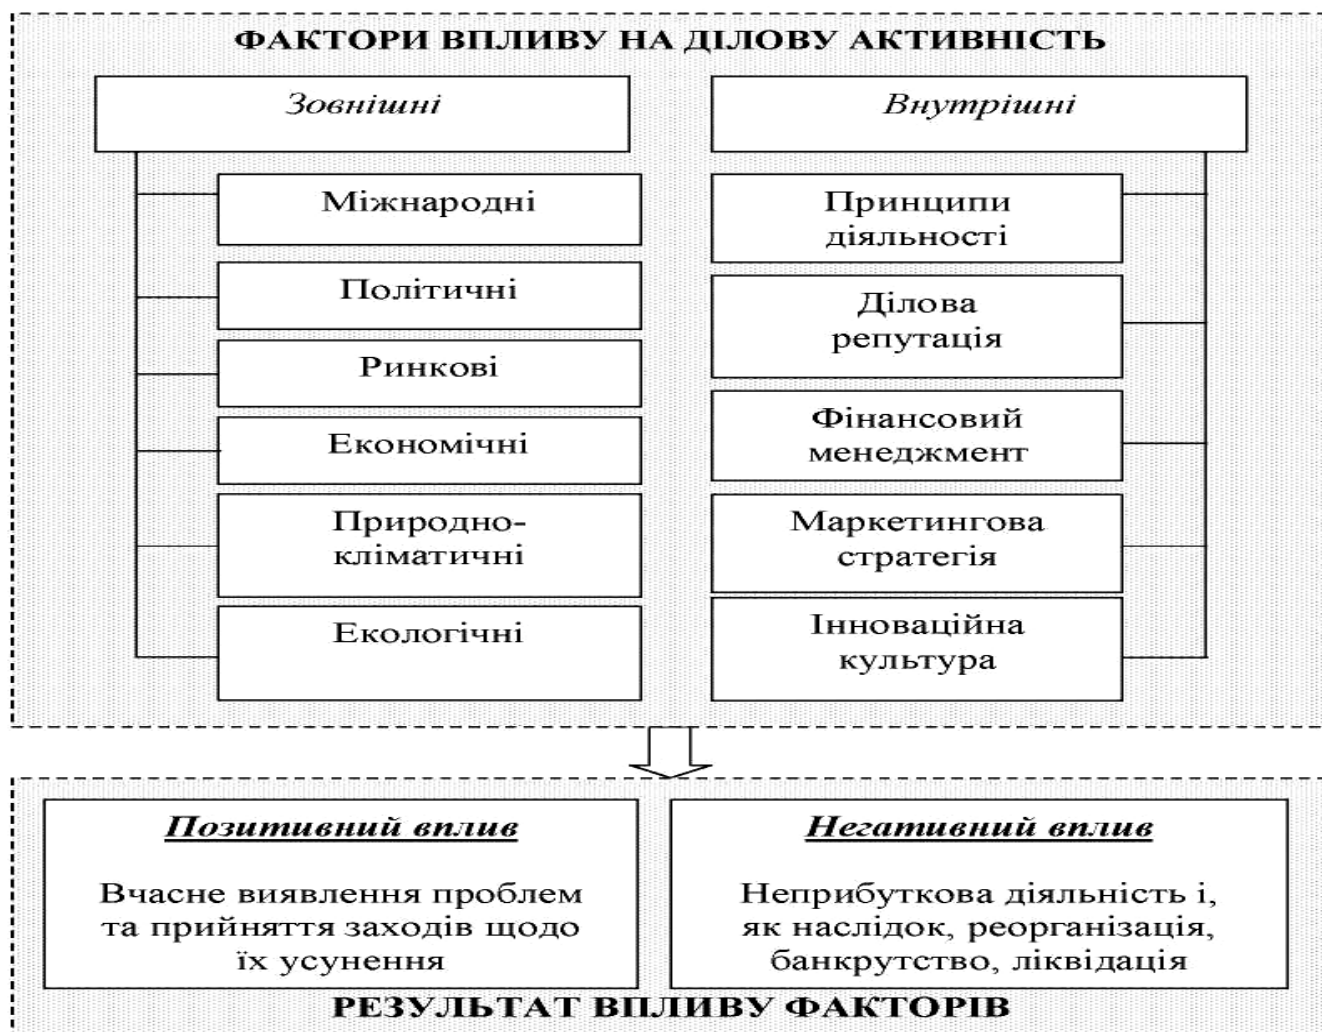 ФАКТОРИ ВПЛИВУ НА ДІЛОВУ АКТИВНІСТЬ
Зовнішні
Міжнародні
Політичні
Ринкові
Економічні
Природно-
кліматичні
Екологічні
Внутрішні
Принципи
діяльності
Ділова
репутація
Фінансовий
менеджмент
Маркетингова
стратегія
Інноваційна
культура
Позитивний вплив
Вчасне виявлення проблем
та прийняття заходів щодо
їх усунення
Негативний вплив
Неприбуткова діяльність і,
як наслідок, реорганізація,
банкрутство, ліквідація
РЕЗУЛЬТАТ ВПЛИВУ ФАКТОРІВ